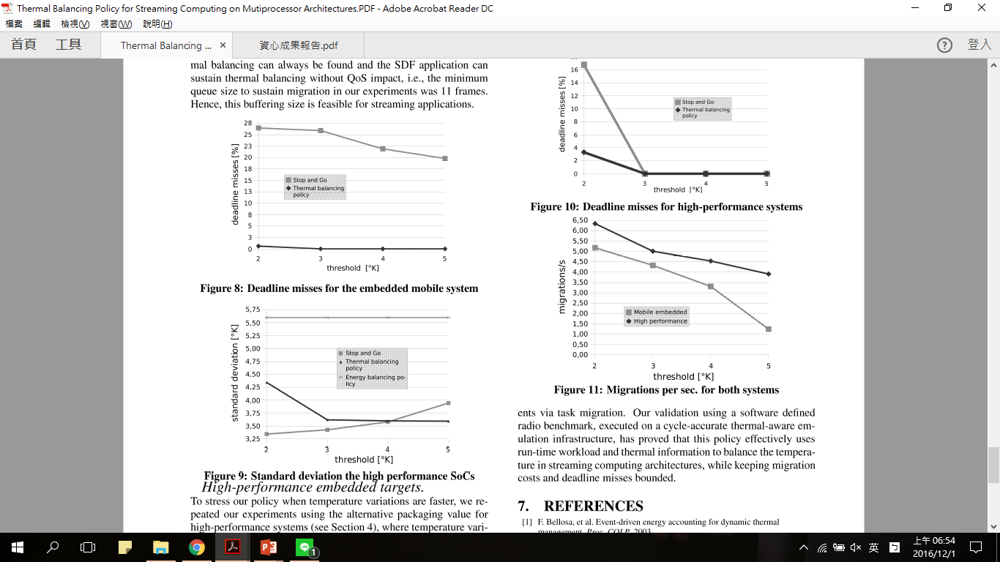 Thermal Balancing Policy for Streaming Computing on Mutiprocessor Architectures.PDF - Adobe Acrobat Reader DC
檔案 編輯 檢視(V) 視窗(W) 說明(H)
首頁 工具 Thermal Balancing ... × 資心成果報告.pdf ? 登入
mal balancing can always be found and the SDF application can
sustain thermal balancing without QoS impact, i.e., the minimum
queue size to sustain migration in our experiments was 11 frames.
Hence, this buffering size is feasible for streaming applications.
28
25
23
20
18
15
13
10
8
5
3
0
deadline misses [%]
Stop and Go
Thermal balancing
policy
2 3 4 5
threshold [°K]
Figure 8: Deadline misses for the embedded mobile system
5,75
5,50
5,25
5,00
4,75
4,50
4,25
4,00
3,75
3,50
3,25
standard deviation [°K]
Stop and Go
Thermal balancing
policy
Energy balancing po-
licy
2 3 4 5
threshold [°K]
Figure 9: Standard deviation the high performance SoCs
High-performance embedded targets.
To stress our policy when temperature variations are faster, we re-
peated our experiments using the alternative packaging value for
high-performance systems (see Section 4), where temperature vari-
16
14
12
10
8
6
4
2
0
deadline misses [%]
Stop and Go
Thermal balancing
policy
2 3 4 5
threshold [°K]
Figure 10: Deadline misses for high-performance systems
6,50
6,00
5,50
5,00
4,50
4,00
3,50
3,00
2,50
2,00
1,50
1,00
0,50
0,00
migrations/s
Mobile embedded
High performance
2 3 4 5
threshold [°K]
Figure 11: Migrations per sec. for both systems
ents via task migration. Our validation using a software defined
radio benchmark, executed on a cycle-accurate thermal-aware em-
ulation infrastructure, has proved that this policy effectively uses
run-time workload and thermal information to balance the tempera-
ture in streaming computing architectures, while keeping migration
costs and deadline misses bounded.
7. REFERENCES
[1] F. Bellosa, et al. Event-driven energy accounting for dynamic thermal
management. Proc. COLP, 2003
1
英
上午 06:54
2016/12/1